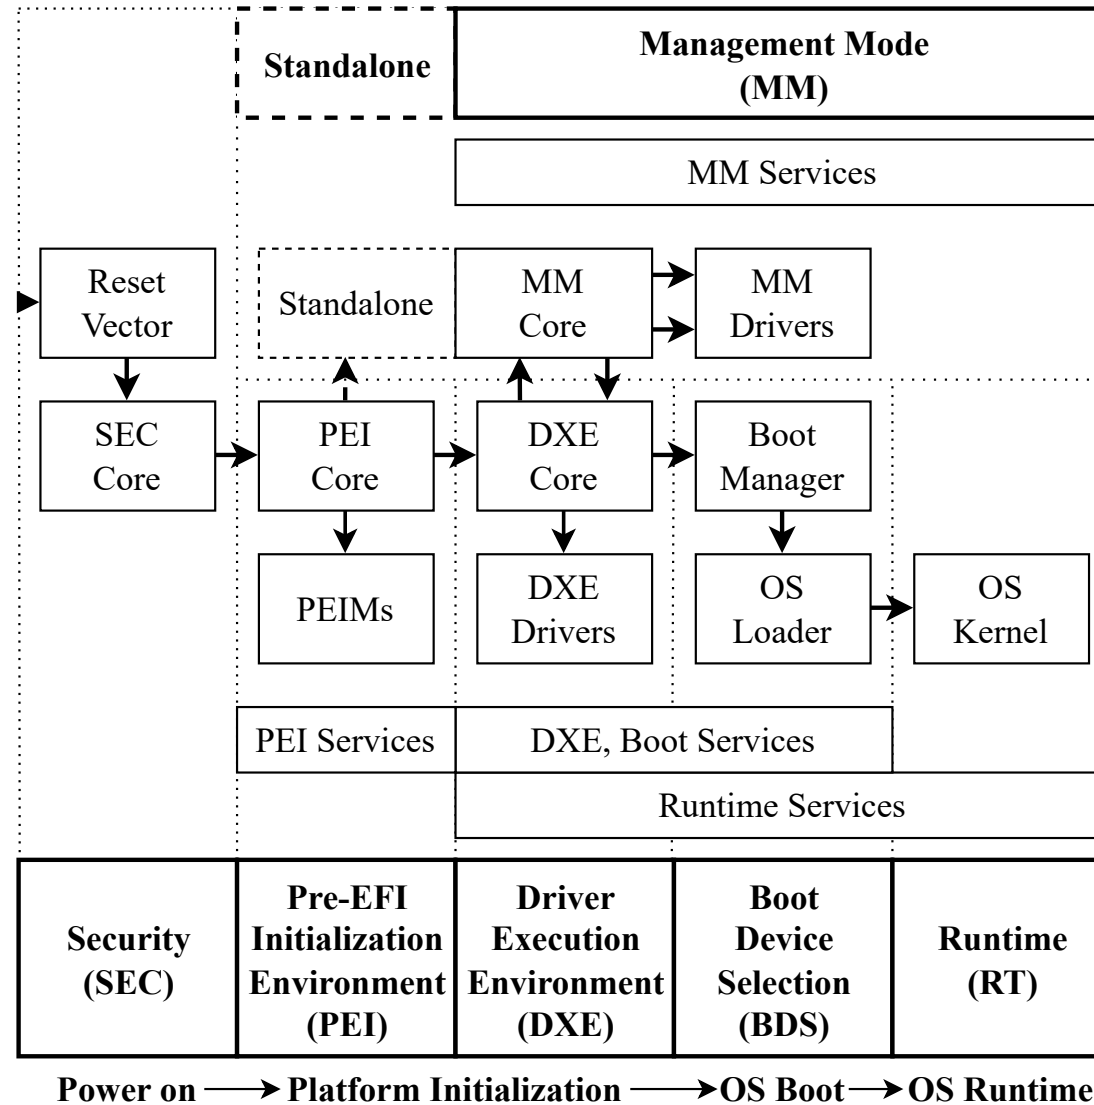 Standalone
Management Mode
(MM)
MM Services
Reset
Vector
Standalone
MM
Core
MM
Drivers
SEC
Core
PEI
Core
DXE
Core
Boot
Manager
PEIMs
DXE
Drivers
OS
Loader
OS
Kernel
PEI Services
DXE, Boot Services
Runtime Services
Security
(SEC)
Pre-EFI
Initialization
Environment
(PEI)
Driver
Execution
Environment
(DXE)
Boot
Device
Selection
(BDS)
Runtime
(RT)
Power on
Platform Initialization
OS Boot
OS Runtime